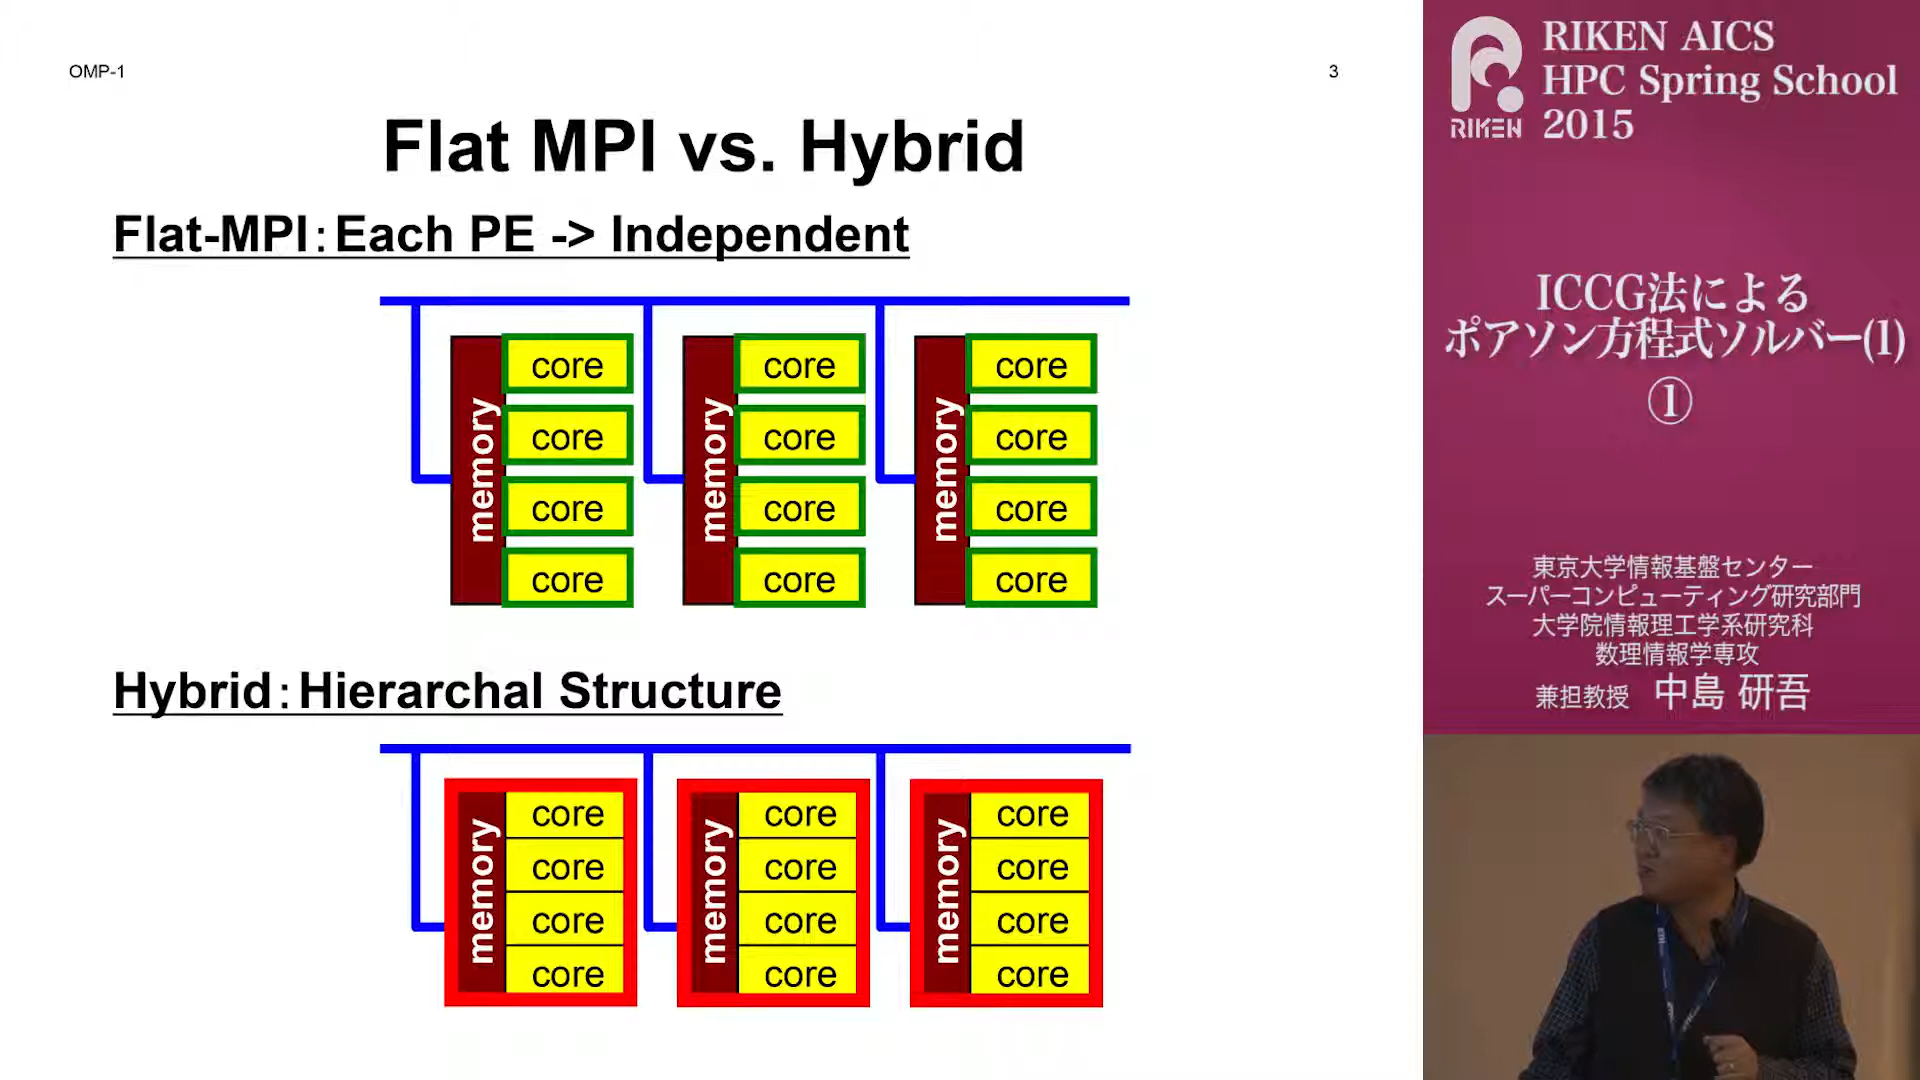 OMP-1
3
Flat MPI vs. Hybrid
Flat-MPI：Each PE -> Independent
memory
core
core
core
core
memory
core
core
core
core
memory
core
core
core
core
Hybrid：Hierarchal Structure
memory
core
core
core
core
memory
core
core
core
core
memory
core
core
core
core
RIKEN
RIKEN AICS
HPC Spring School
2015
ICCG法による
ポアソン方程式ソルバー(1)
①
東京大学情報基盤センター
スーパーコンピューティング研究部門
大学院情報理工学系研究科
数理情報学専攻
兼担教授 中島 研吾